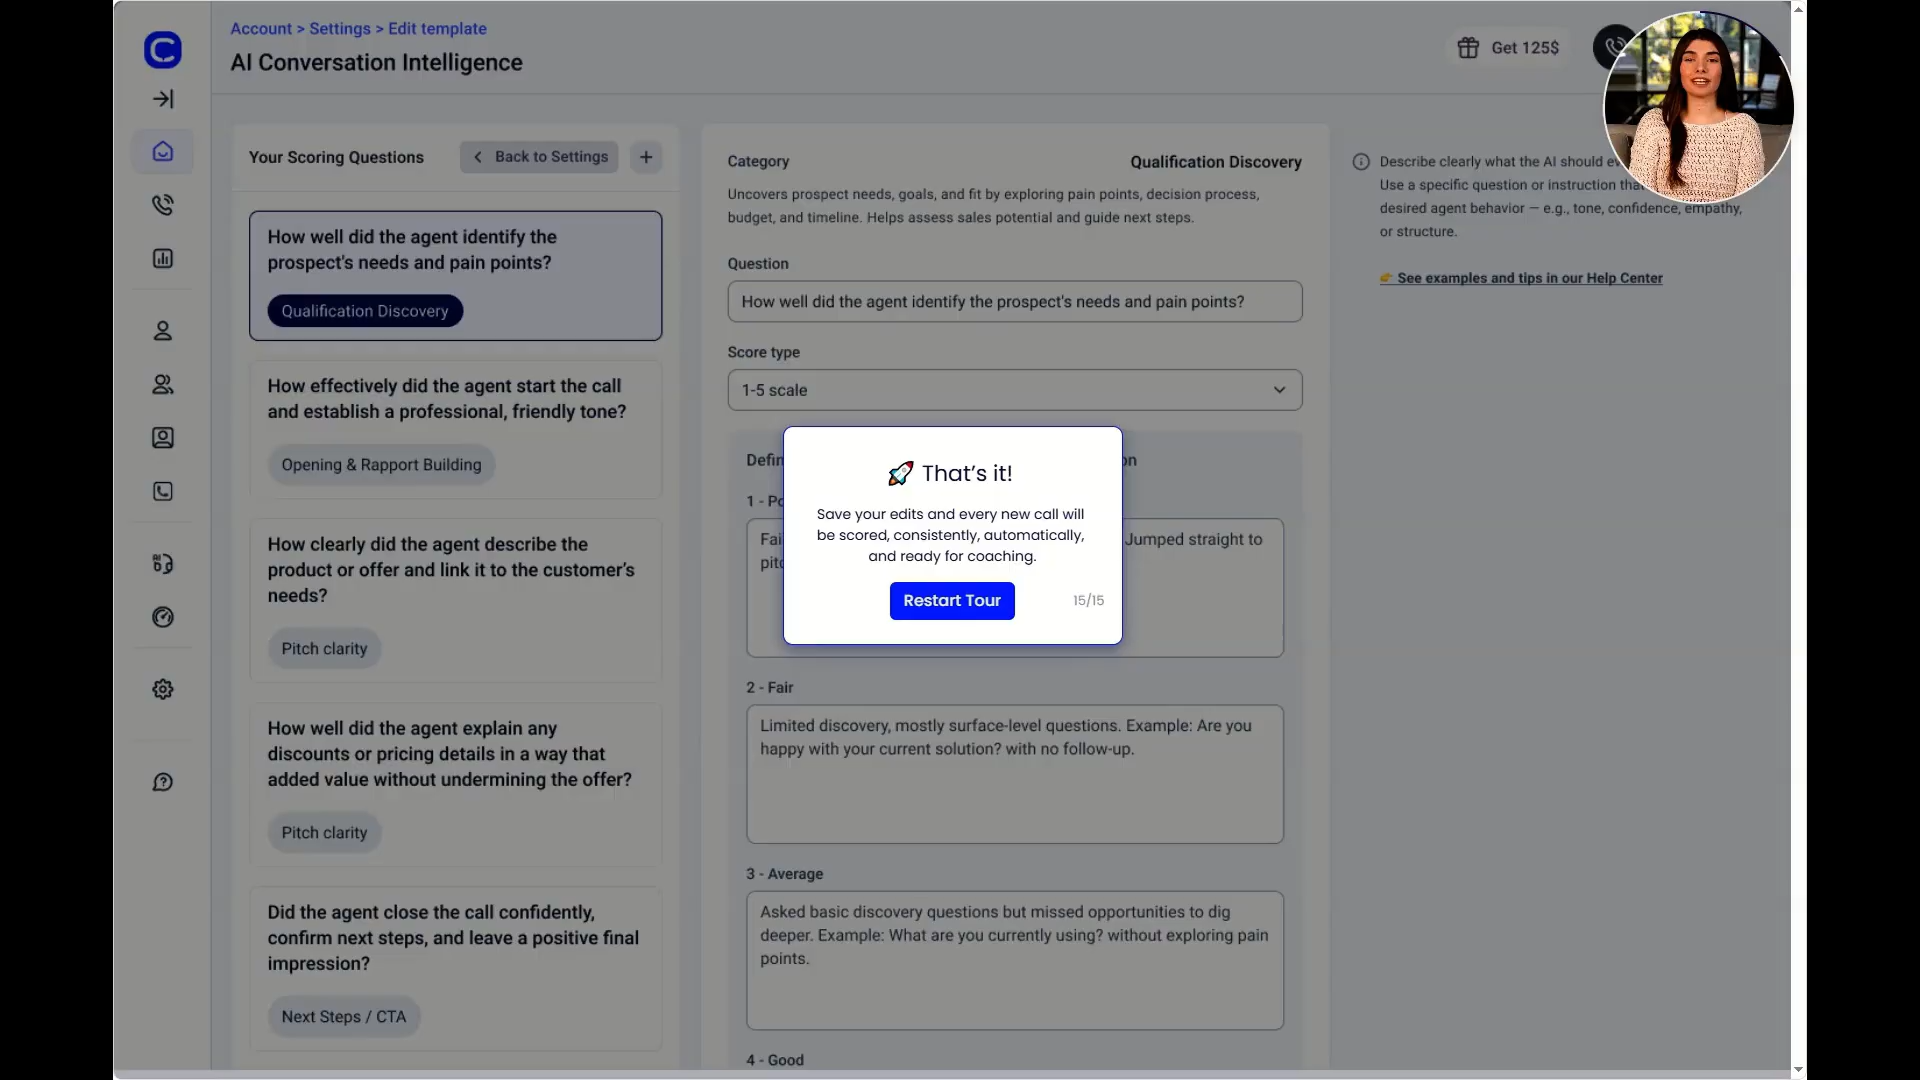 Account > Settings > Edit template
AI Conversation Intelligence
Get 125$
Your Scoring Questions
Back to Settings
How well did the agent identify the
prospect's needs and pain points?
Qualification Discovery
How effectively did the agent start the call
and establish a professional, friendly tone?
Opening & Rapport Building
How clearly did the agent describe the
product or offer and link it to the customer's
needs?
Pitch clarity
How well did the agent explain any
discounts or pricing details in a way that
added value without undermining the offer?
Pitch clarity
Did the agent close the call confidently,
confirm next steps, and leave a positive final
impression?
Next Steps / CTA
Category
Qualification Discovery
Uncovers prospect needs, goals, and fit by exploring pain points, decision process,
budget, and timeline. Helps assess sales potential and guide next steps.
Question
How well did the agent identify the prospect's needs and pain points?
Score type
1-5 scale
1 -
Jumped straight to
🚀 That's it!
Save your edits and every new call will
be scored, consistently, automatically,
and ready for coaching.
Restart Tour
15/15
2 - Fair
Limited discovery, mostly surface-level questions. Example: Are you
happy with your current solution? with no follow-up.
3 - Average
Asked basic discovery questions but missed opportunities to dig
deeper. Example: What are you currently using? without exploring pain
points.
4 - Good
Describe clearly what the AI should
Use a specific question or instruction
desired agent behavior — e.g., tone, confidence, empathy,
or structure.
👉 See examples and tips in our Help Center